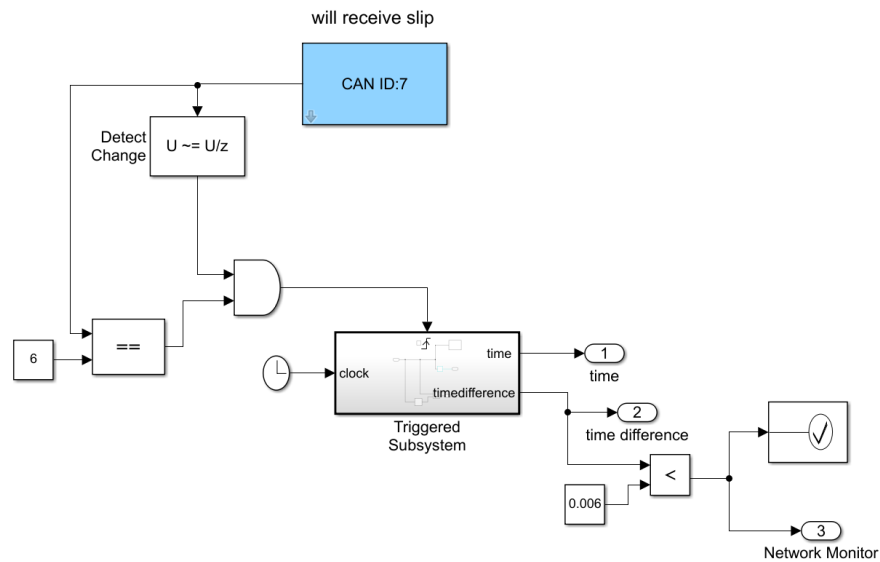 will receive slip
CAN ID:7
Detect
Change
U ~= U/z
==
6
clock
time
timedifference
Triggered
Subsystem
1
time
2
time difference
<
0.006
3
Network Monitor